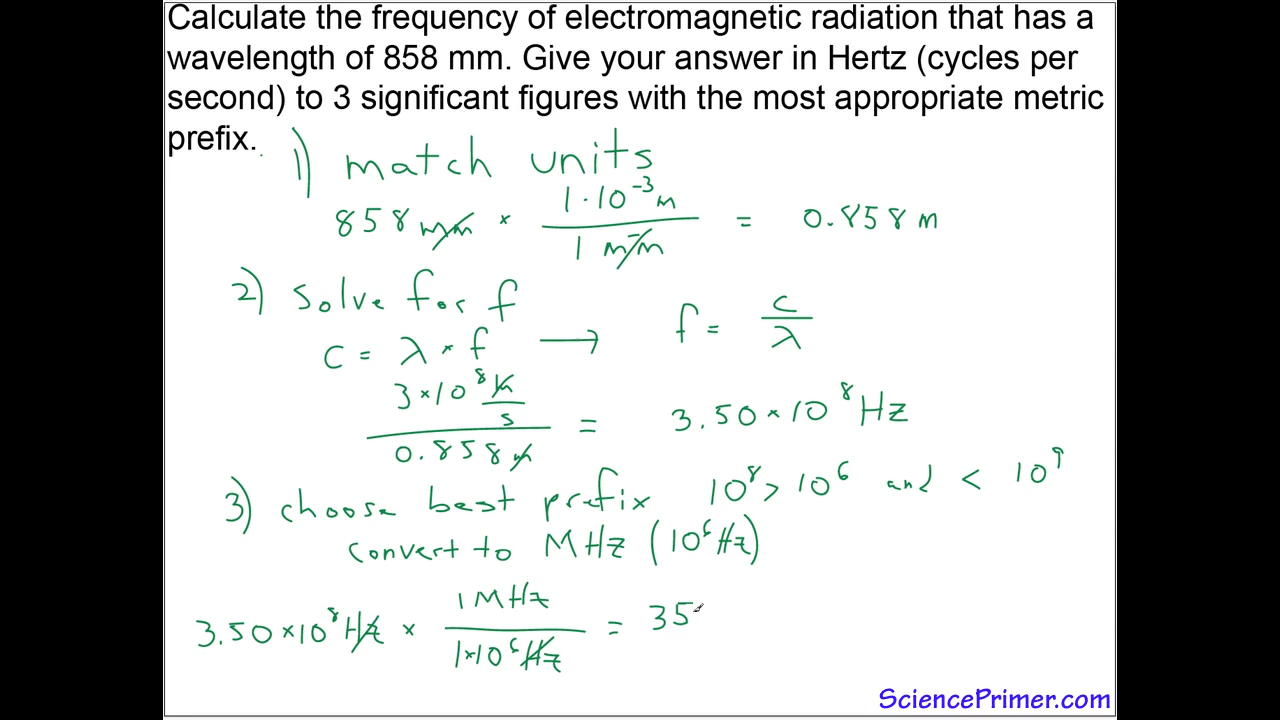 Calculate the frequency of electromagnetic radiation that has a
wavelength of 858 mm. Give your answer in Hertz (cycles per
second) to 3 significant figures with the most appropriate metric
prefix.
1) match units
858 mm × 1·10⁻³ m / 1 mm = 0.858 m
2) Solve for f
c = λ × f → f = c / λ
3×10⁸ m/s / 0.858 m = 3.50 × 10⁸ Hz
3) choose best prefix 10⁸ > 10⁶ and < 10⁹
convert to MHz (10⁶ Hz)
3.50 ×10⁸ Hz × 1 MHz / 1×10⁶ Hz = 35
SciencePrimer.com